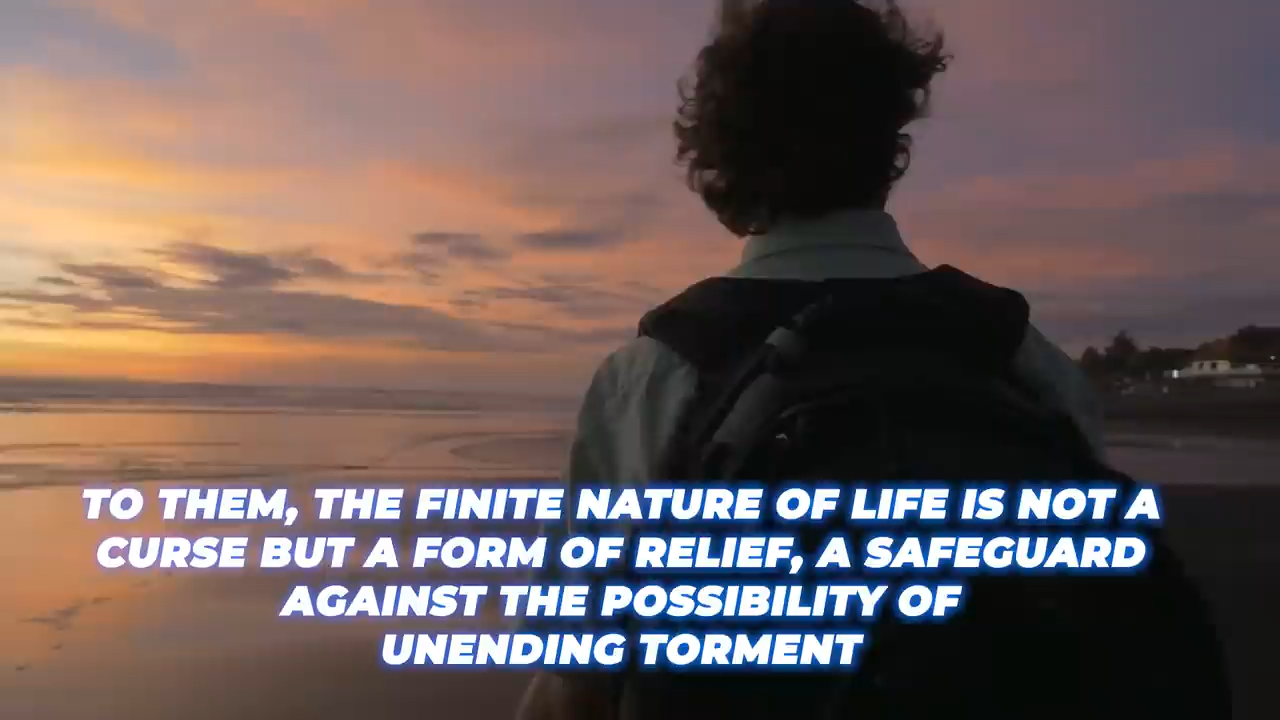 TO THEM, THE FINITE NATURE OF LIFE IS NOT A
CURSE BUT A FORM OF RELIEF, A SAFEGUARD
AGAINST THE POSSIBILITY OF
UNENDING TORMENT